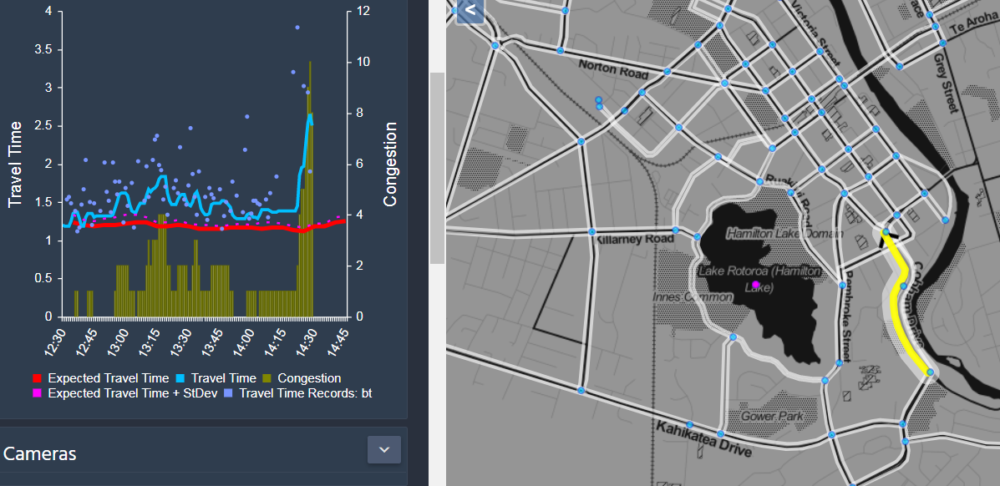 4
3.5
3
2.5
2
1.5
1
0.5
0
Travel Time
12
10
8
6
4
2
0
Congestion
12:30
12:45
13:00
13:15
13:30
13:45
14:00
14:15
14:30
14:45
Expected Travel Time
Travel Time
Congestion
Expected Travel Time + StDev
Travel Time Records: bt
Cameras
<
Victoria Street
Te Aroha
Norton Road
Grey Street
Hamilton Lake Domain
Killarney Road
Lake Rotoroa (Hamilton
Lake)
Innes Common
Pembroke Street
Gower Park
Kahikatea Drive